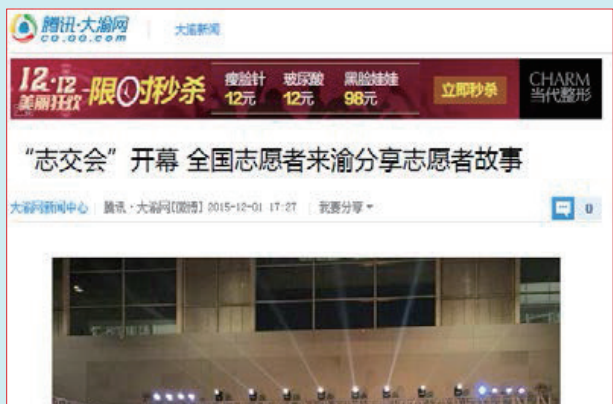 腾讯·大渝网
cq.qq.com
大渝新闻
12·12
美丽狂欢
限时秒杀
瘦脸针 玻尿酸 黑脸娃娃
12元 12元 98元
立即秒杀
CHARM
当代整形
“志交会”开幕 全国志愿者来渝分享志愿者故事
大渝网新闻中心 腾讯·大渝网[微博] 2015-12-01 17:27 我要分享
0